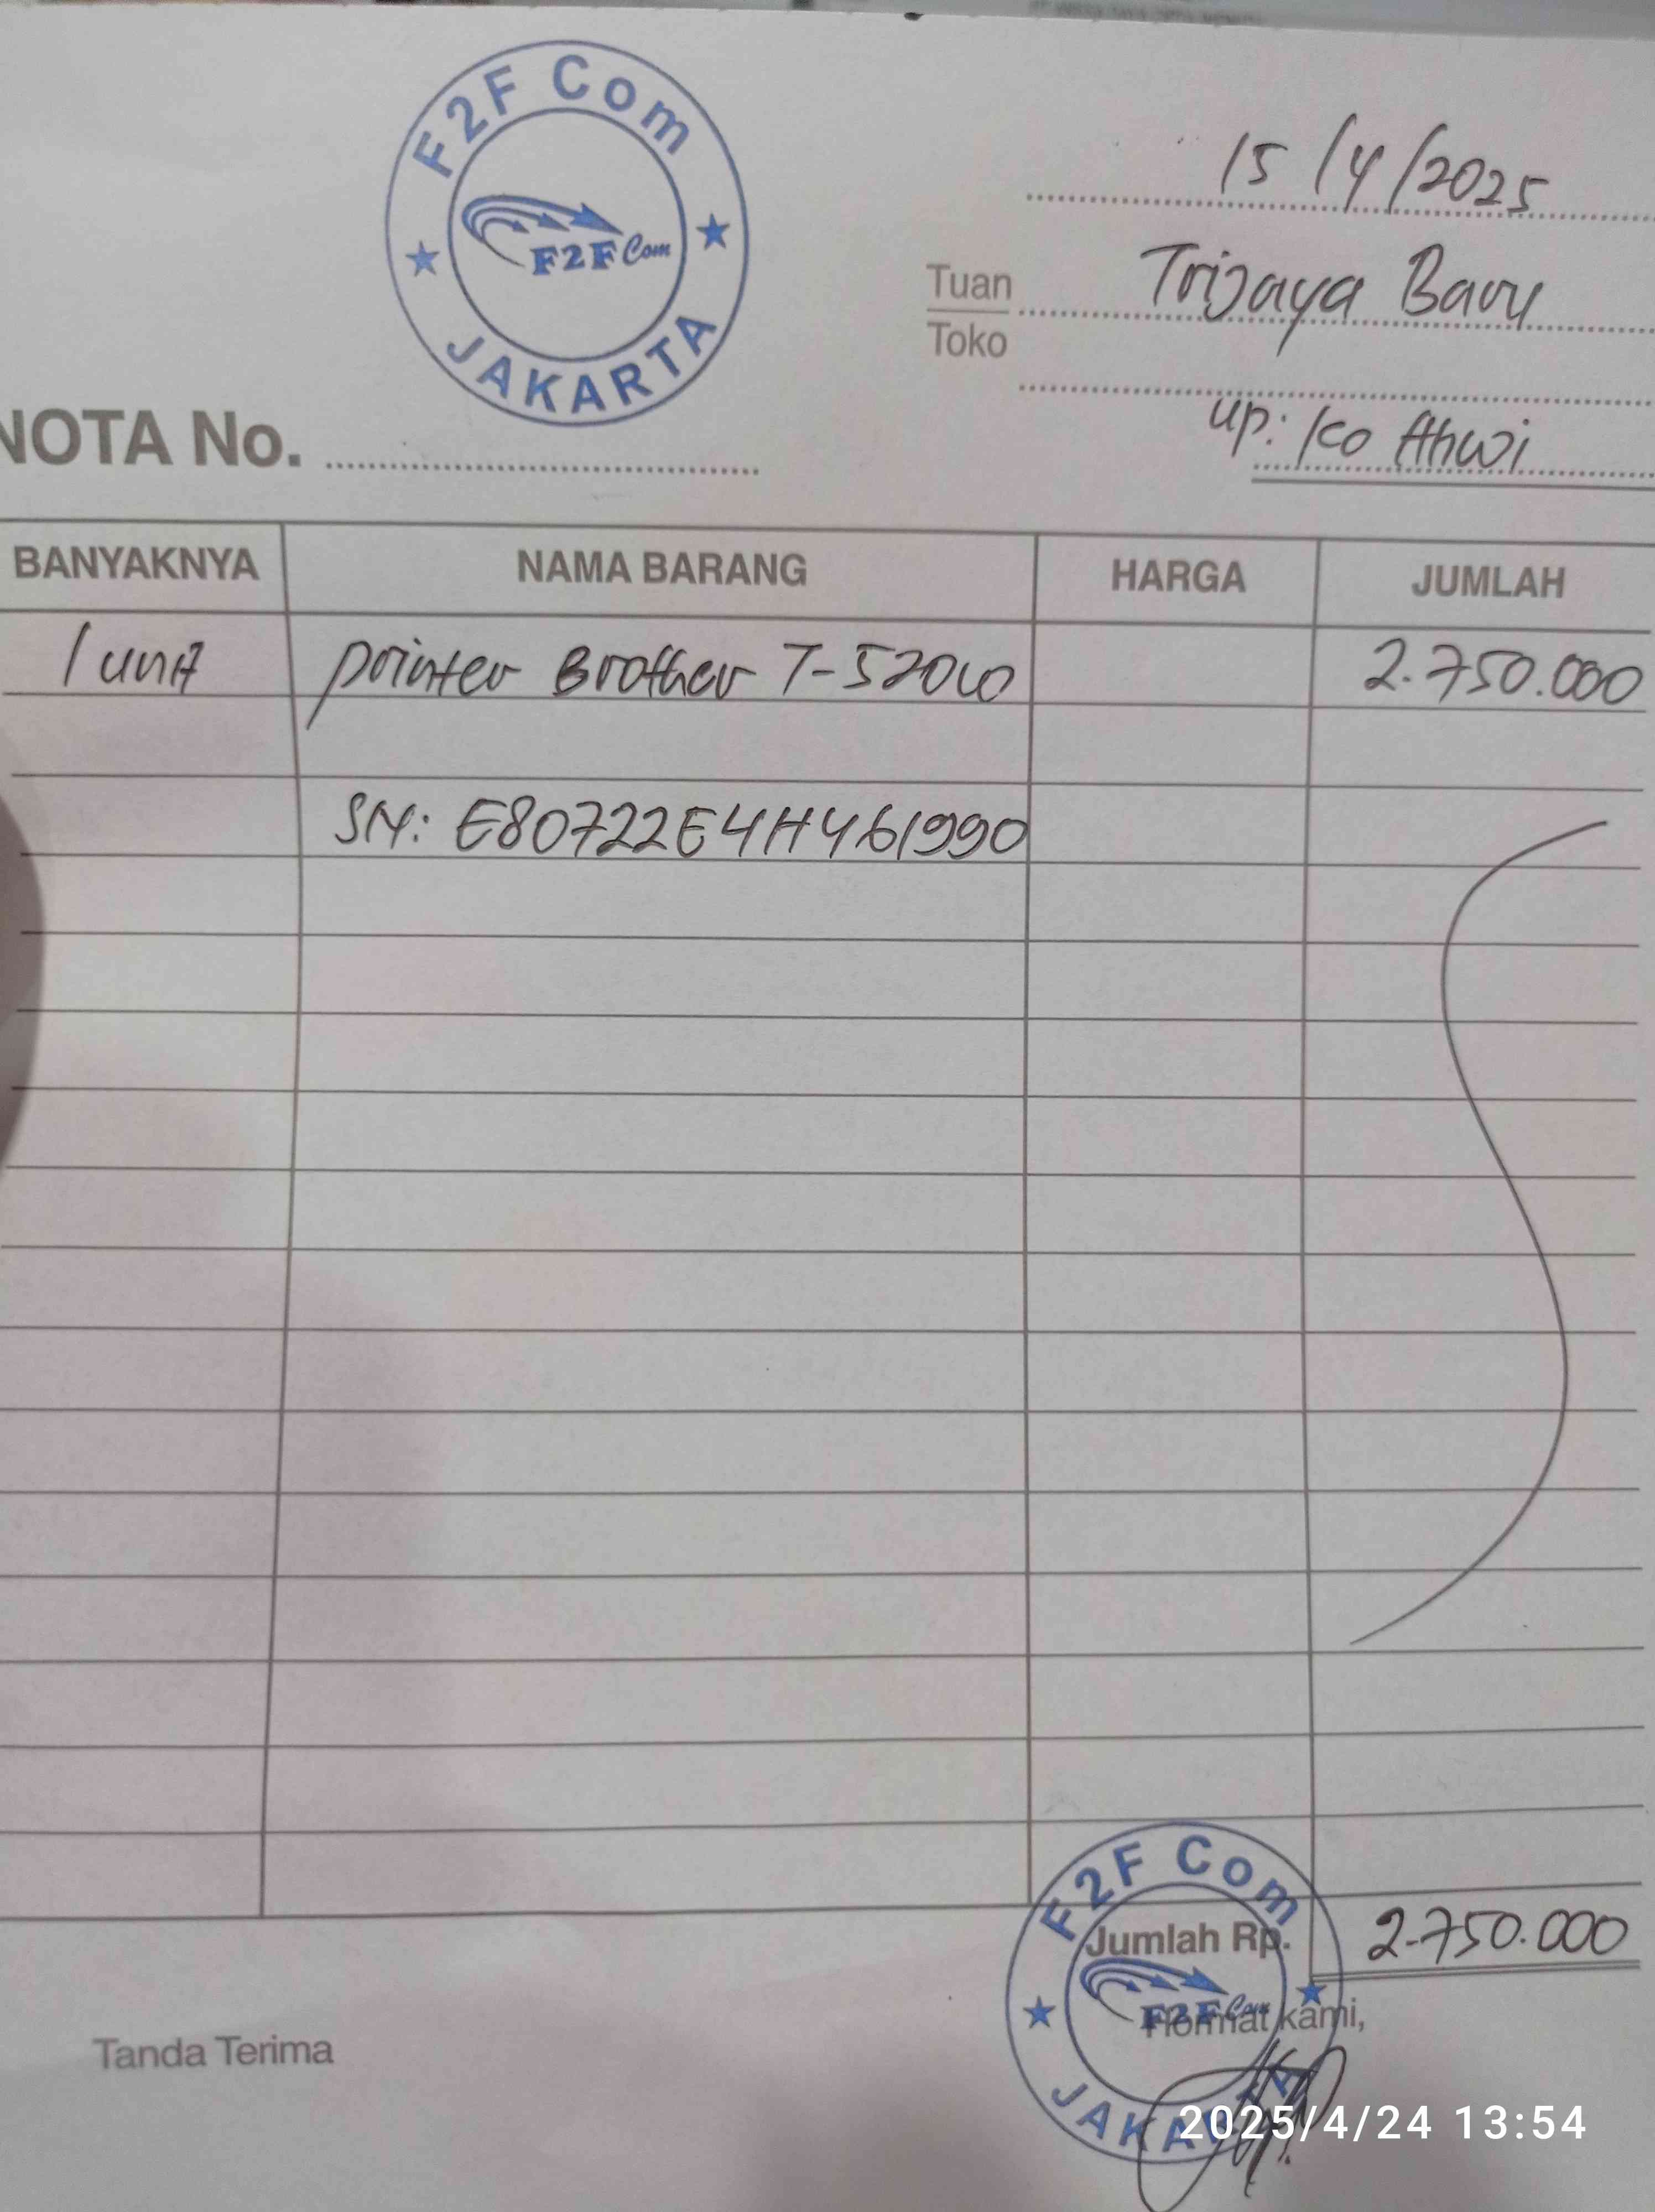 F2F Com
F2F Com
JAKARTA
15/4/2025
Tuan
Toko
Trijaya Baru
up: Ko Ahwi
NOTA No.
BANYAKNYA NAMA BARANG HARGA JUMLAH
1 unit printer Brother T-520W 2.750.000
SN: E80722E4H461990
F2F Com
Jumlah Rp. 2.750.000
F2F Com
Hormat kami,
Tanda Terima
JAKARTA
2025/4/24 13:54